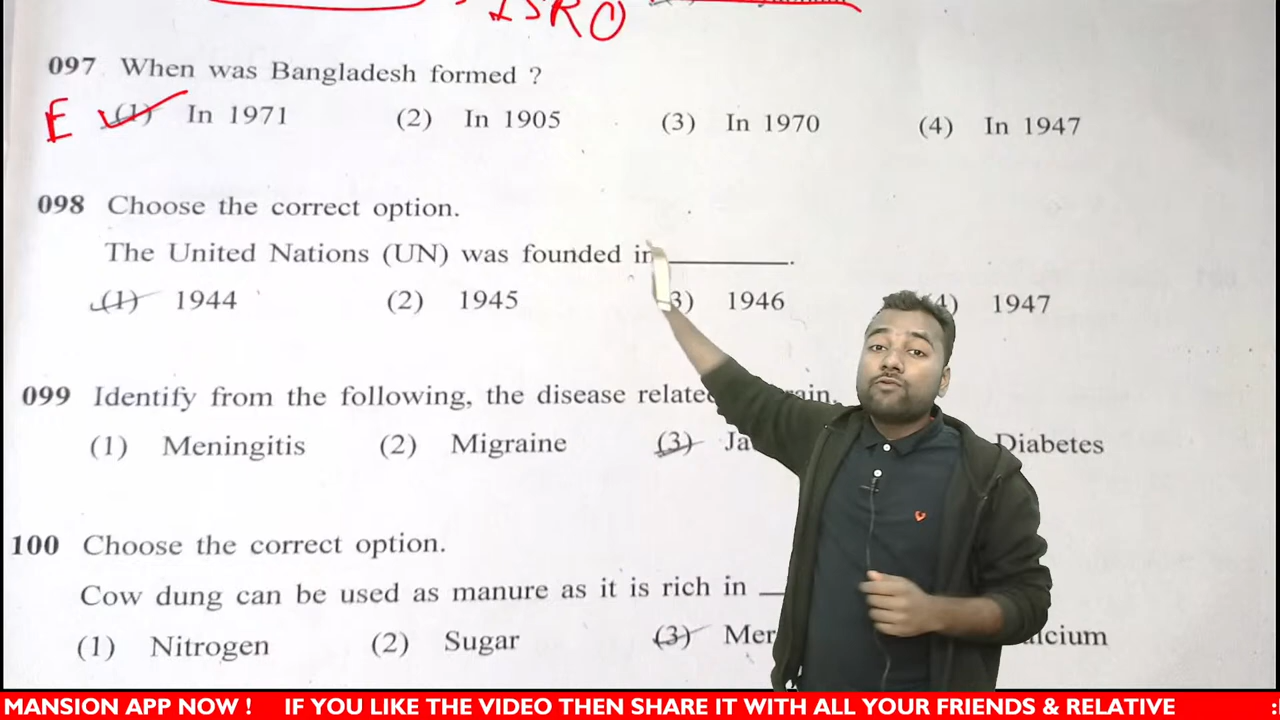 ISRO
097 When was Bangladesh formed ?
E (1) In 1971 (2) In 1905 (3) In 1970 (4) In 1947
098 Choose the correct option.
The United Nations (UN) was founded in ________.
(1) 1944 (2) 1945 (3) 1946 (4) 1947
099 Identify from the following, the disease related
(1) Meningitis (2) Migraine (3) Diabetes
100 Choose the correct option.
Cow dung can be used as manure as it is rich in __
(1) Nitrogen (2) Sugar (3) Mer lcium
MANSION APP NOW ! IF YOU LIKE THE VIDEO THEN SHARE IT WITH ALL YOUR FRIENDS & RELATIVE :